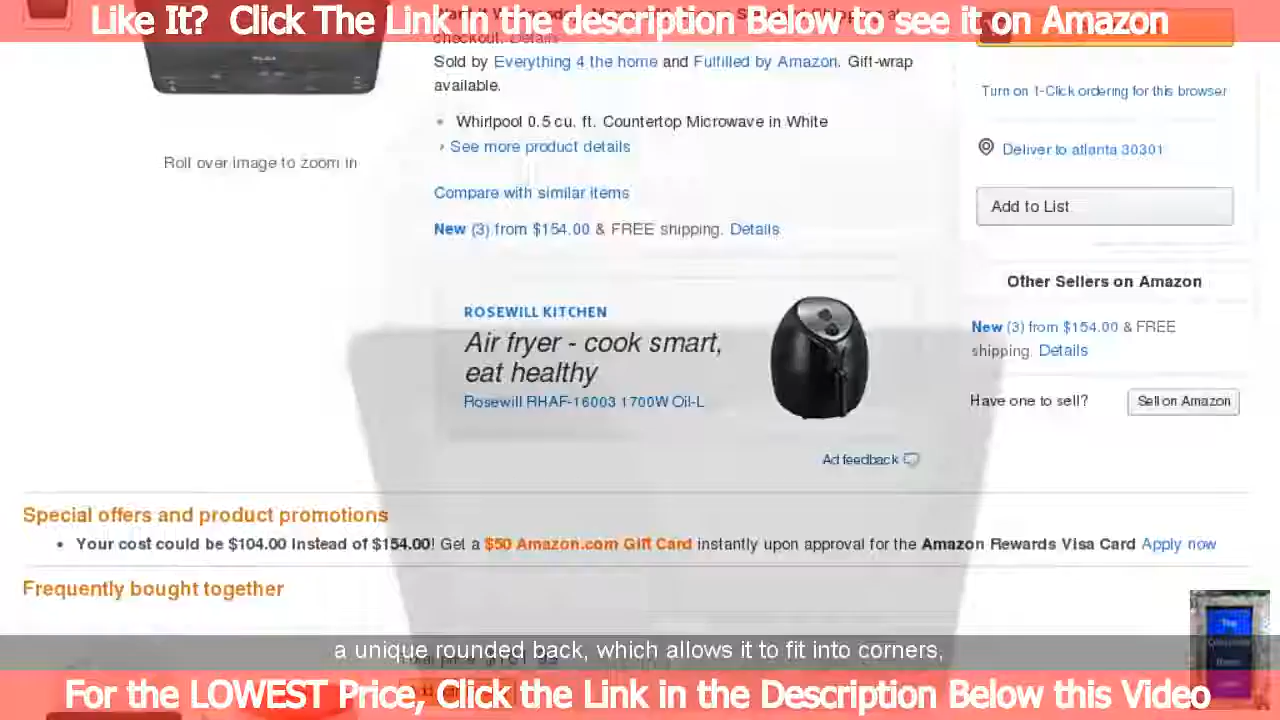 Like It? Click The Link in the description Below to see it on Amazon
checkout. Details
Sold by Everything 4 the home and Fulfilled by Amazon. Gift-wrap
available.
Whirlpool 0.5 cu. ft. Countertop Microwave in White
› See more product details
Compare with similar items
New (3) from $154.00 & FREE shipping. Details
Roll over image to zoom in
Turn on 1-Click ordering for this browser
Deliver to atlanta 30301
Add to List
Other Sellers on Amazon
New (3) from $154.00 & FREE
shipping. Details
Have one to sell?
Sell on Amazon
ROSEWILL KITCHEN
Air fryer - cook smart,
eat healthy
Rosewill RHAF-16003 1700W Oil-L
Ad feedback
Special offers and product promotions
• Your cost could be $104.00 instead of $154.00! Get a $50 Amazon.com Gift Card instantly upon approval for the Amazon Rewards Visa Card Apply now
Frequently bought together
a unique rounded back, which allows it to fit into corners,
For the LOWEST Price, Click the Link in the Description Below this Video